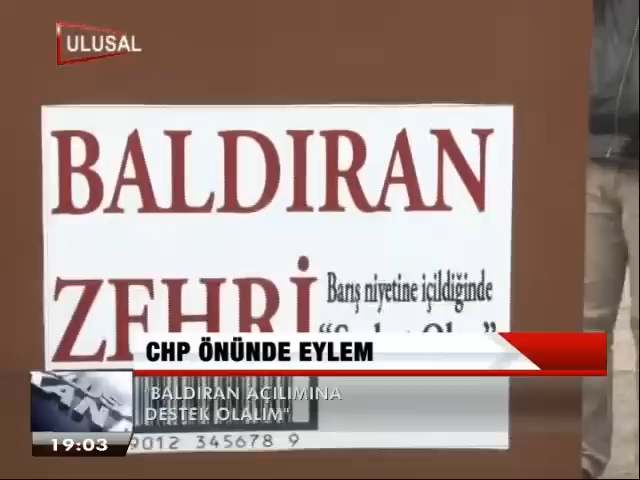 ULUSAL
BALDIRAN
ZEHRİ
Barış niyetine içildiğinde
CHP ÖNÜNDE EYLEM
"BALDIRAN AÇILIMINA
DESTEK OLALIM"
19:03
9012 345678 9